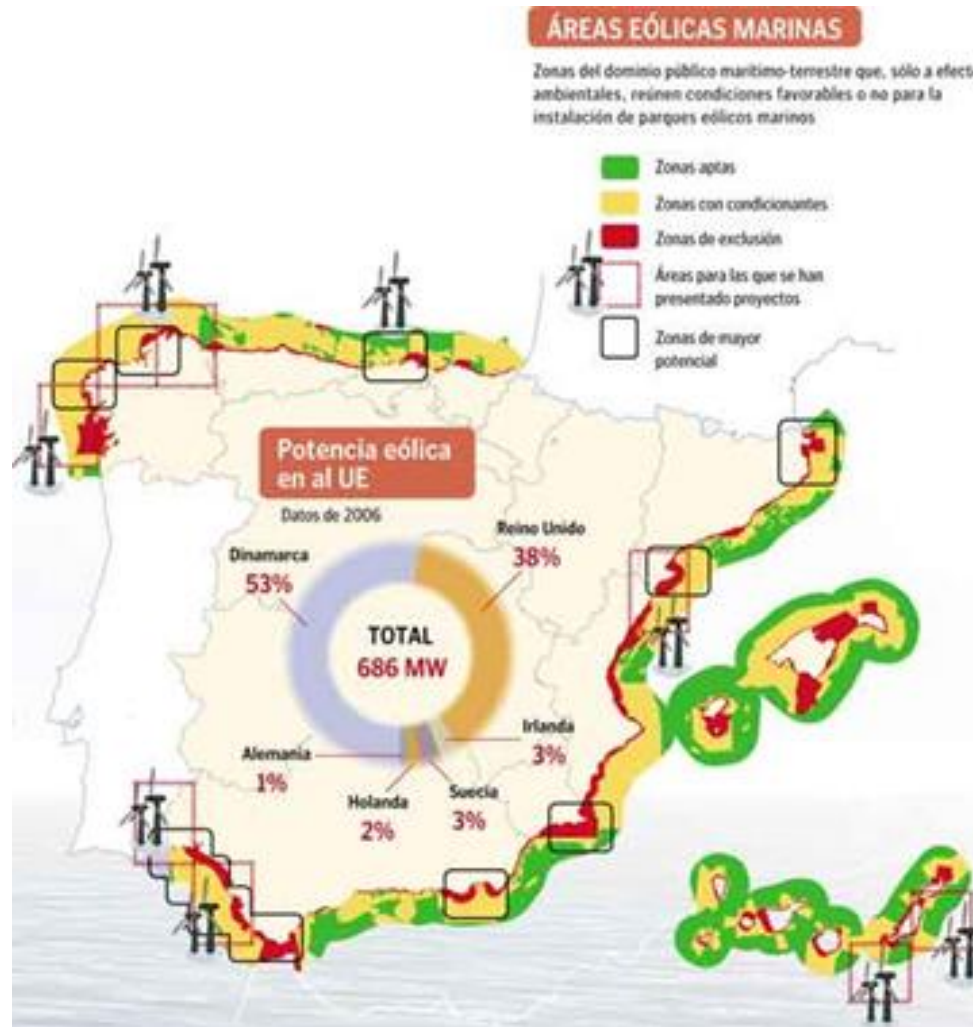 ÁREAS EÓLICAS MARINAS
Zonas del dominio público marítimo-terrestre que, sólo a efect
ambientales, reúnen condiciones favorables o no para la
instalación de parques eólicos marinos
Zonas aptas
Zonas con condicionantes
Zonas de exclusión
Áreas para las que se han
presentado proyectos
Zonas de mayor
potencial
Potencia eólica
en al UE
Datos de 2006
Dinamarca
53%
Reino Unido
38%
TOTAL
686 MW
Irlanda
3%
Alemania
1%
Holanda
2%
Suecia
3%